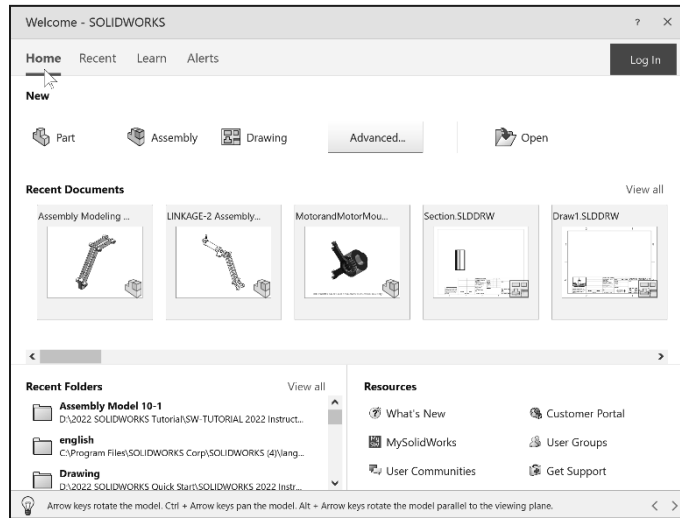 Welcome - SOLIDWORKS ?
Home Recent Learn Alerts Log In
New
Part Assembly Drawing Advanced... Open
Recent Documents View all
Assembly Modeling ... LINKAGE-2 Assembly... MotorandMotorMou... Section.SLDDRW Draw1.SLDDRW
Recent Folders View all
Assembly Model 10-1
D:\2022 SOLIDWORKS Tutorial\SW-TUTORIAL 2022 Instruct...
english
C:\Program Files\SOLIDWORKS Corp\SOLIDWORKS (4)\lang...
Drawing
D:\2022 SOLIDWORKS Quick Start\SOLIDWORKS 2022 Instr...
Resources
What's New Customer Portal
MySolidWorks User Groups
User Communities Get Support
Arrow keys rotate the model. Ctrl + Arrow keys pan the model. Alt + Arrow keys rotate the model parallel to the viewing plane.